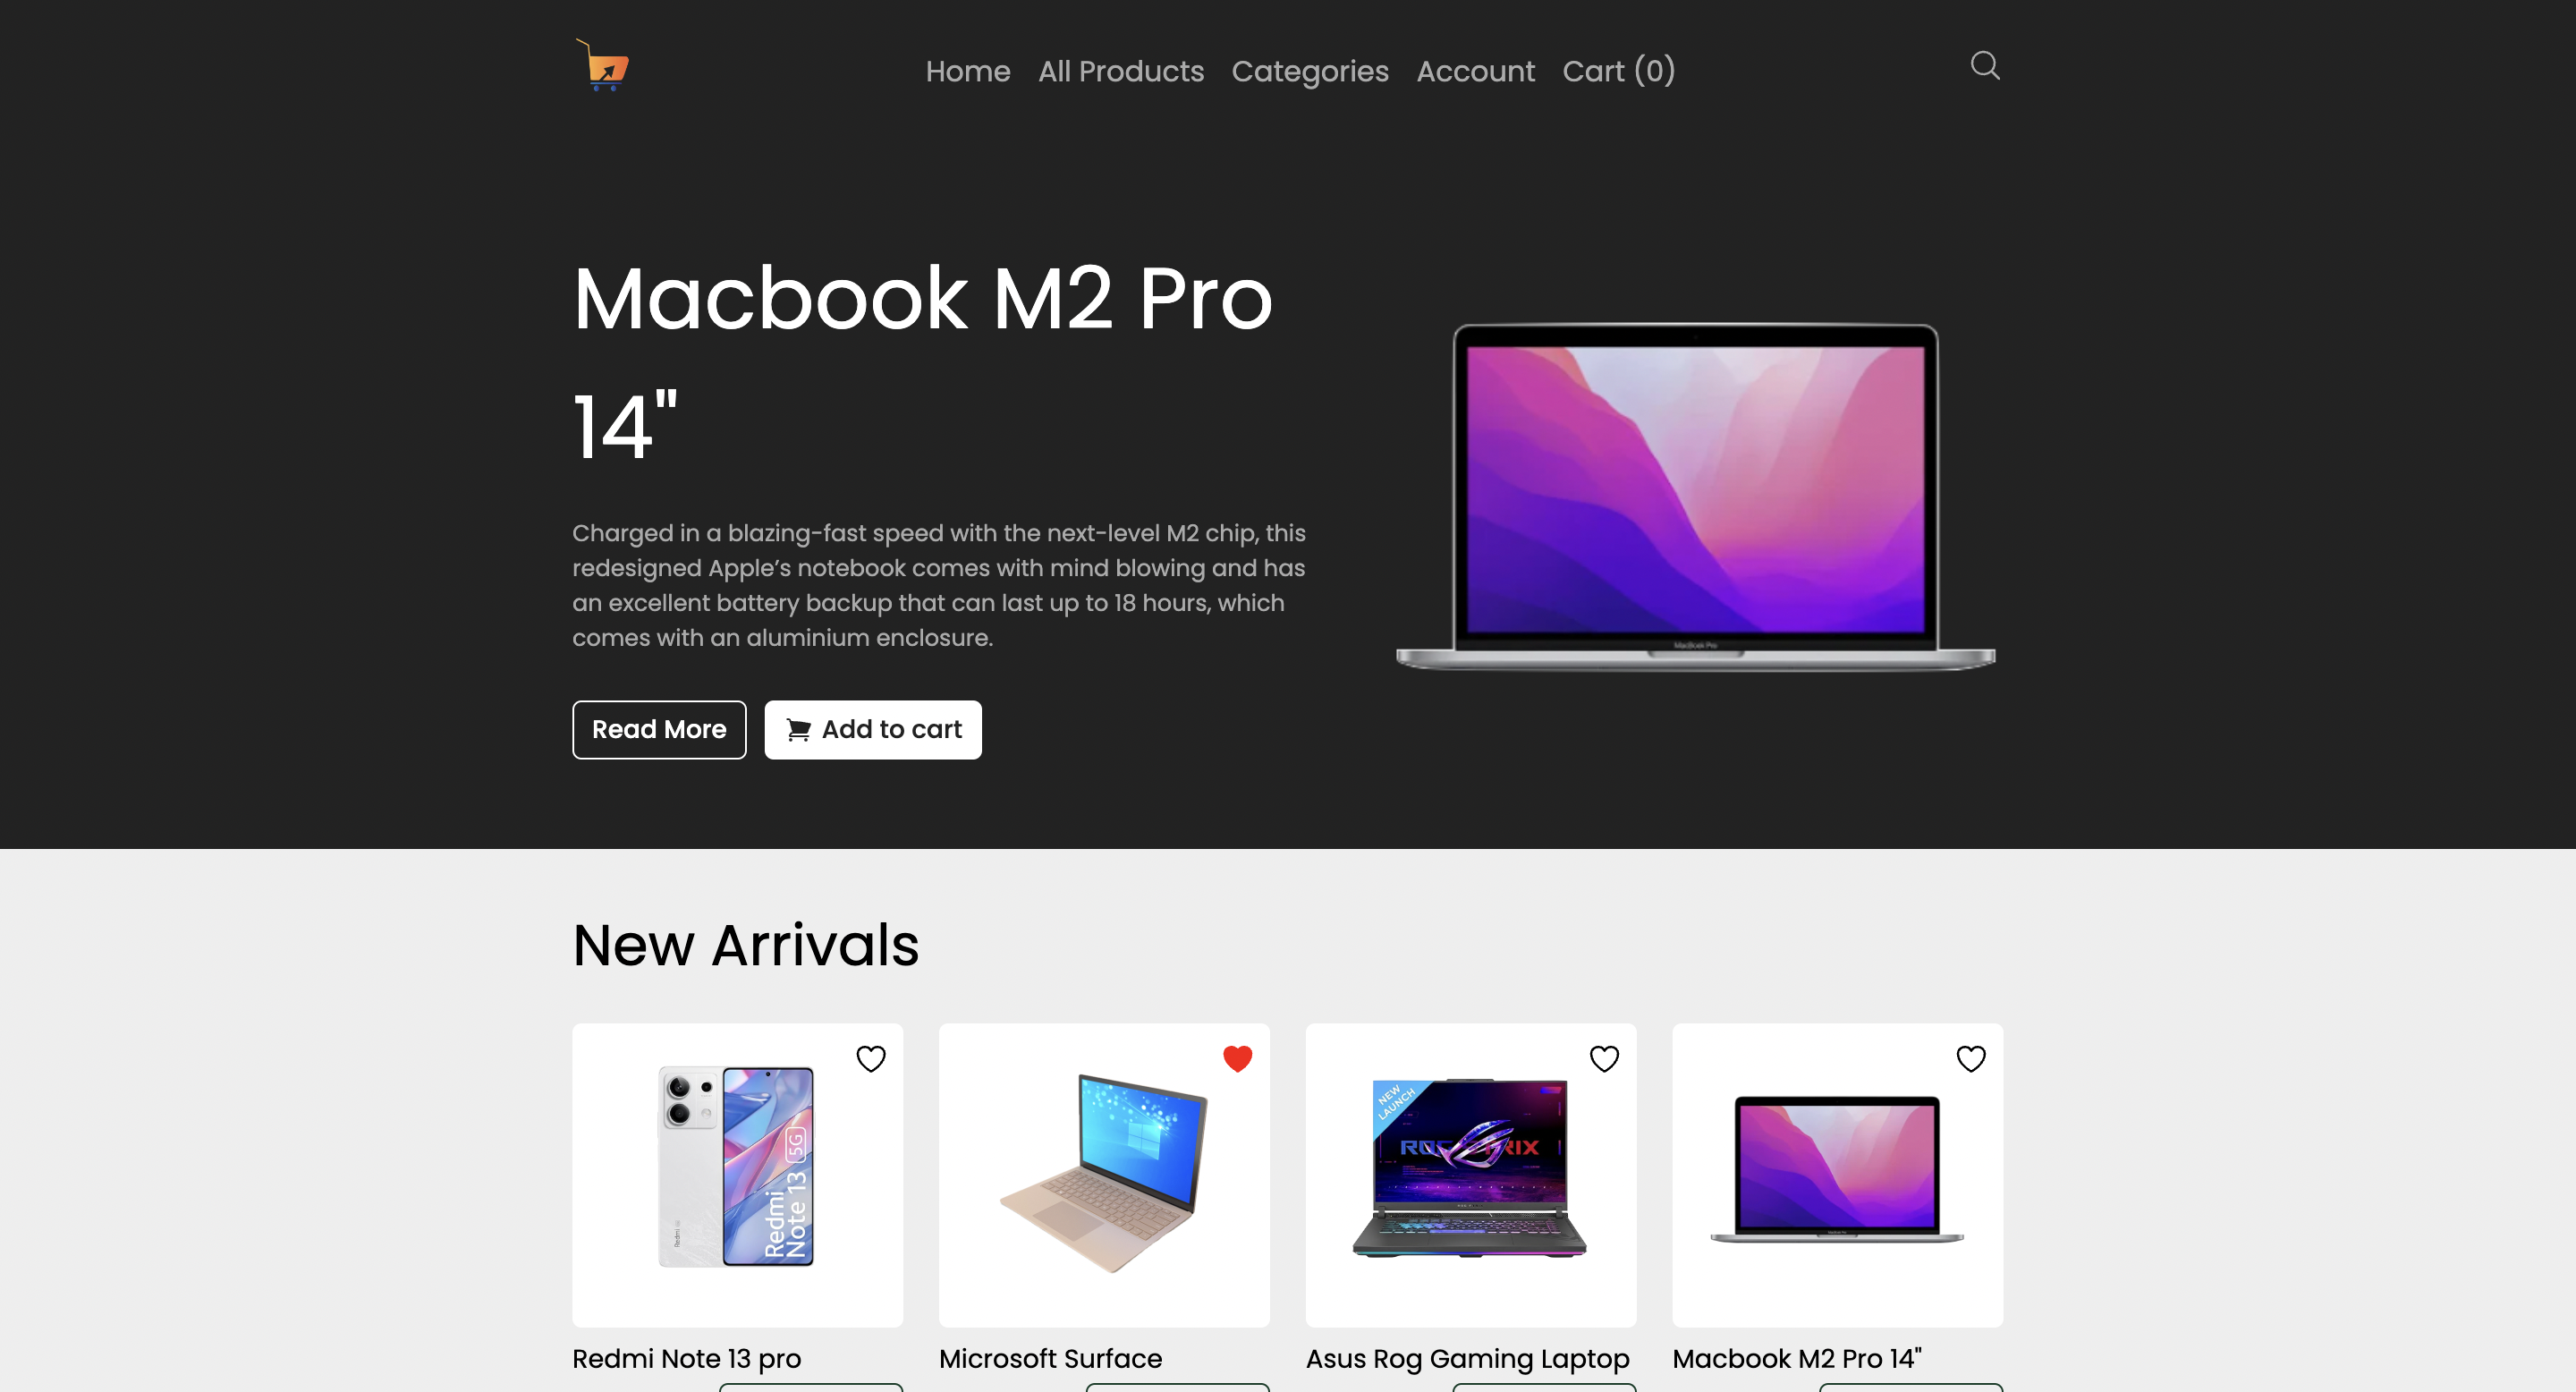 Home All Products Categories Account Cart (0)
Macbook M2 Pro
14"
Charged in a blazing-fast speed with the next-level M2 chip, this
redesigned Apple’s notebook comes with mind blowing and has
an excellent battery backup that can last up to 18 hours, which
comes with an aluminium enclosure.
MacBook Pro
Read More Add to cart
New Arrivals
Redmi
Note 13 5G
Redmi
NEW
LAUNCH
Redmi Note 13 pro
Microsoft Surface
Asus Rog Gaming Laptop
Macbook M2 Pro 14"